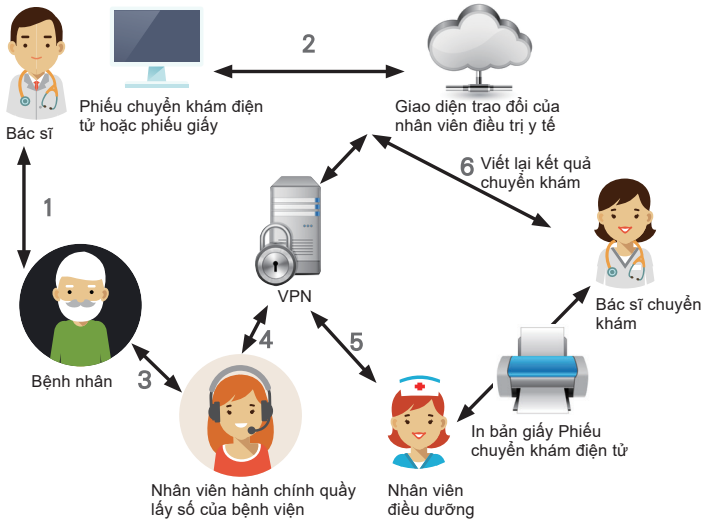 Bác sĩ
Phiếu chuyển khám điện
tử hoặc phiếu giấy
2
Giao diện trao đổi của
nhân viên điều trị y tế
1
6
Viết lại kết quả
chuyển khám
VPN
Bác sĩ chuyển
khám
Bệnh nhân
3
4
5
In bản giấy Phiếu
chuyển khám điện tử
Nhân viên hành chính quầy
lấy số của bệnh viện
Nhân viên
điều dưỡng